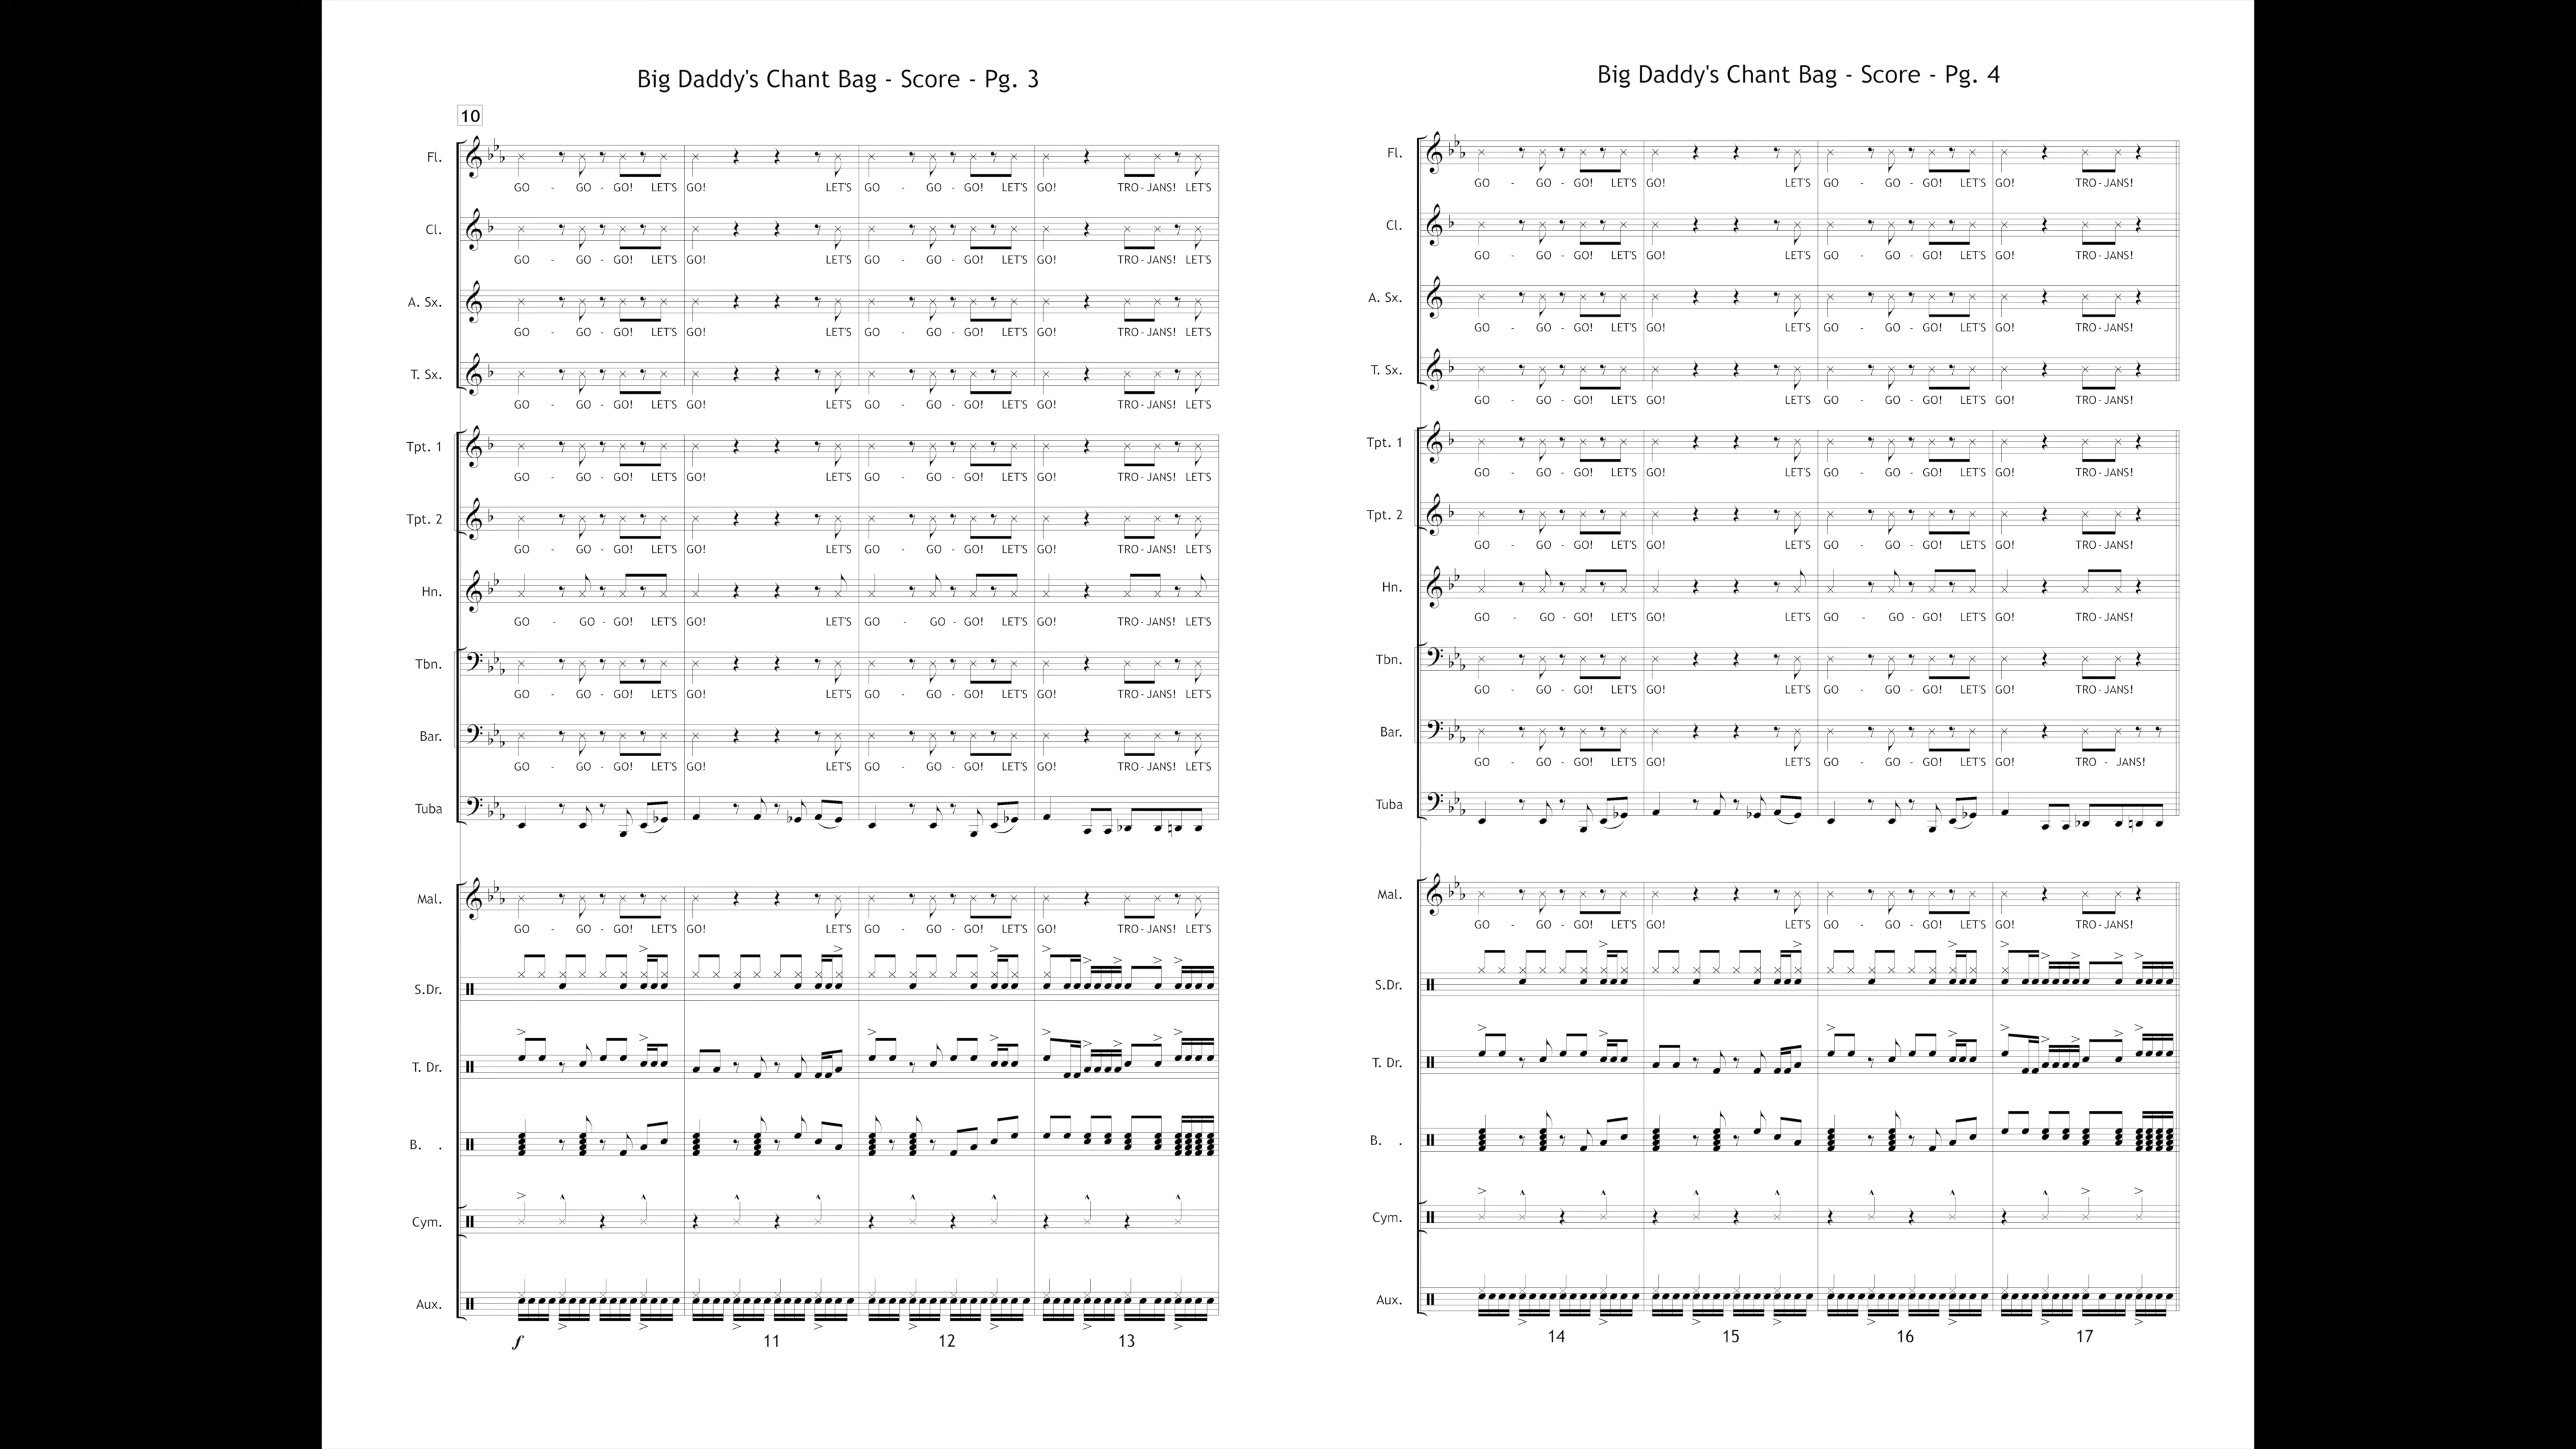 Big Daddy's Chant Bag - Score - Pg. 3
10
Fl.
GO - GO - GO! LET'S GO! LET'S GO - GO - GO! LET'S GO! TRO - JANS! LET'S
Cl.
GO - GO - GO! LET'S GO! LET'S GO - GO - GO! LET'S GO! TRO - JANS! LET'S
A. Sx.
GO - GO - GO! LET'S GO! LET'S GO - GO - GO! LET'S GO! TRO - JANS! LET'S
T. Sx.
GO - GO - GO! LET'S GO! LET'S GO - GO - GO! LET'S GO! TRO - JANS! LET'S
Tpt. 1
GO - GO - GO! LET'S GO! LET'S GO - GO - GO! LET'S GO! TRO - JANS! LET'S
Tpt. 2
GO - GO - GO! LET'S GO! LET'S GO - GO - GO! LET'S GO! TRO - JANS! LET'S
Hn.
GO - GO - GO! LET'S GO! LET'S GO - GO - GO! LET'S GO! TRO - JANS! LET'S
Tbn.
GO - GO - GO! LET'S GO! LET'S GO - GO - GO! LET'S GO! TRO - JANS! LET'S
Bar.
GO - GO - GO! LET'S GO! LET'S GO - GO - GO! LET'S GO! TRO - JANS! LET'S
Tuba
Mal.
GO - GO - GO! LET'S GO! LET'S GO - GO - GO! LET'S GO! TRO - JANS! LET'S
S.Dr.
T. Dr.
B. .
Cym.
Aux.
f 11 12 13
Big Daddy's Chant Bag - Score - Pg. 4
Fl.
GO - GO - GO! LET'S GO! LET'S GO - GO - GO! LET'S GO! TRO - JANS!
Cl.
GO - GO - GO! LET'S GO! LET'S GO - GO - GO! LET'S GO! TRO - JANS!
A. Sx.
GO - GO - GO! LET'S GO! LET'S GO - GO - GO! LET'S GO! TRO - JANS!
T. Sx.
GO - GO - GO! LET'S GO! LET'S GO - GO - GO! LET'S GO! TRO - JANS!
Tpt. 1
GO - GO - GO! LET'S GO! LET'S GO - GO - GO! LET'S GO! TRO - JANS!
Tpt. 2
GO - GO - GO! LET'S GO! LET'S GO - GO - GO! LET'S GO! TRO - JANS!
Hn.
GO - GO - GO! LET'S GO! LET'S GO - GO - GO! LET'S GO! TRO - JANS!
Tbn.
GO - GO - GO! LET'S GO! LET'S GO - GO - GO! LET'S GO! TRO - JANS!
Bar.
GO - GO - GO! LET'S GO! LET'S GO - GO - GO! LET'S GO! TRO - JANS!
Tuba
Mal.
GO - GO - GO! LET'S GO! LET'S GO - GO - GO! LET'S GO! TRO - JANS!
S.Dr.
T. Dr.
B. .
Cym.
Aux.
14 15 16 17